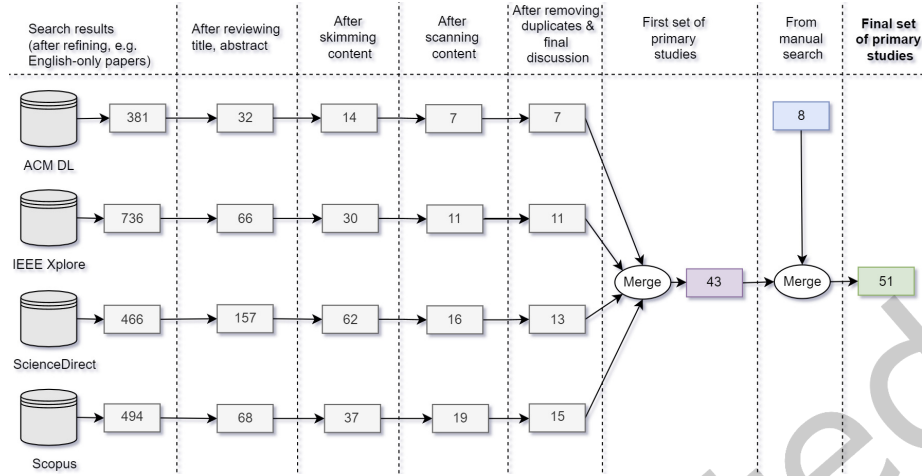 Search results
(after refining, e.g.
English-only papers)
After reviewing
title, abstract
After
skimming
content
After
scanning
content
After removing
duplicates &
final
discussion
First set of
primary
studies
From
manual
search
Final set
of primary
studies
381
32
14
7
7
8
ACM DL
736
66
30
11
11
IEEE Xplore
Merge
43
Merge
51
466
157
62
16
13
ScienceDirect
494
68
37
19
15
Scopus